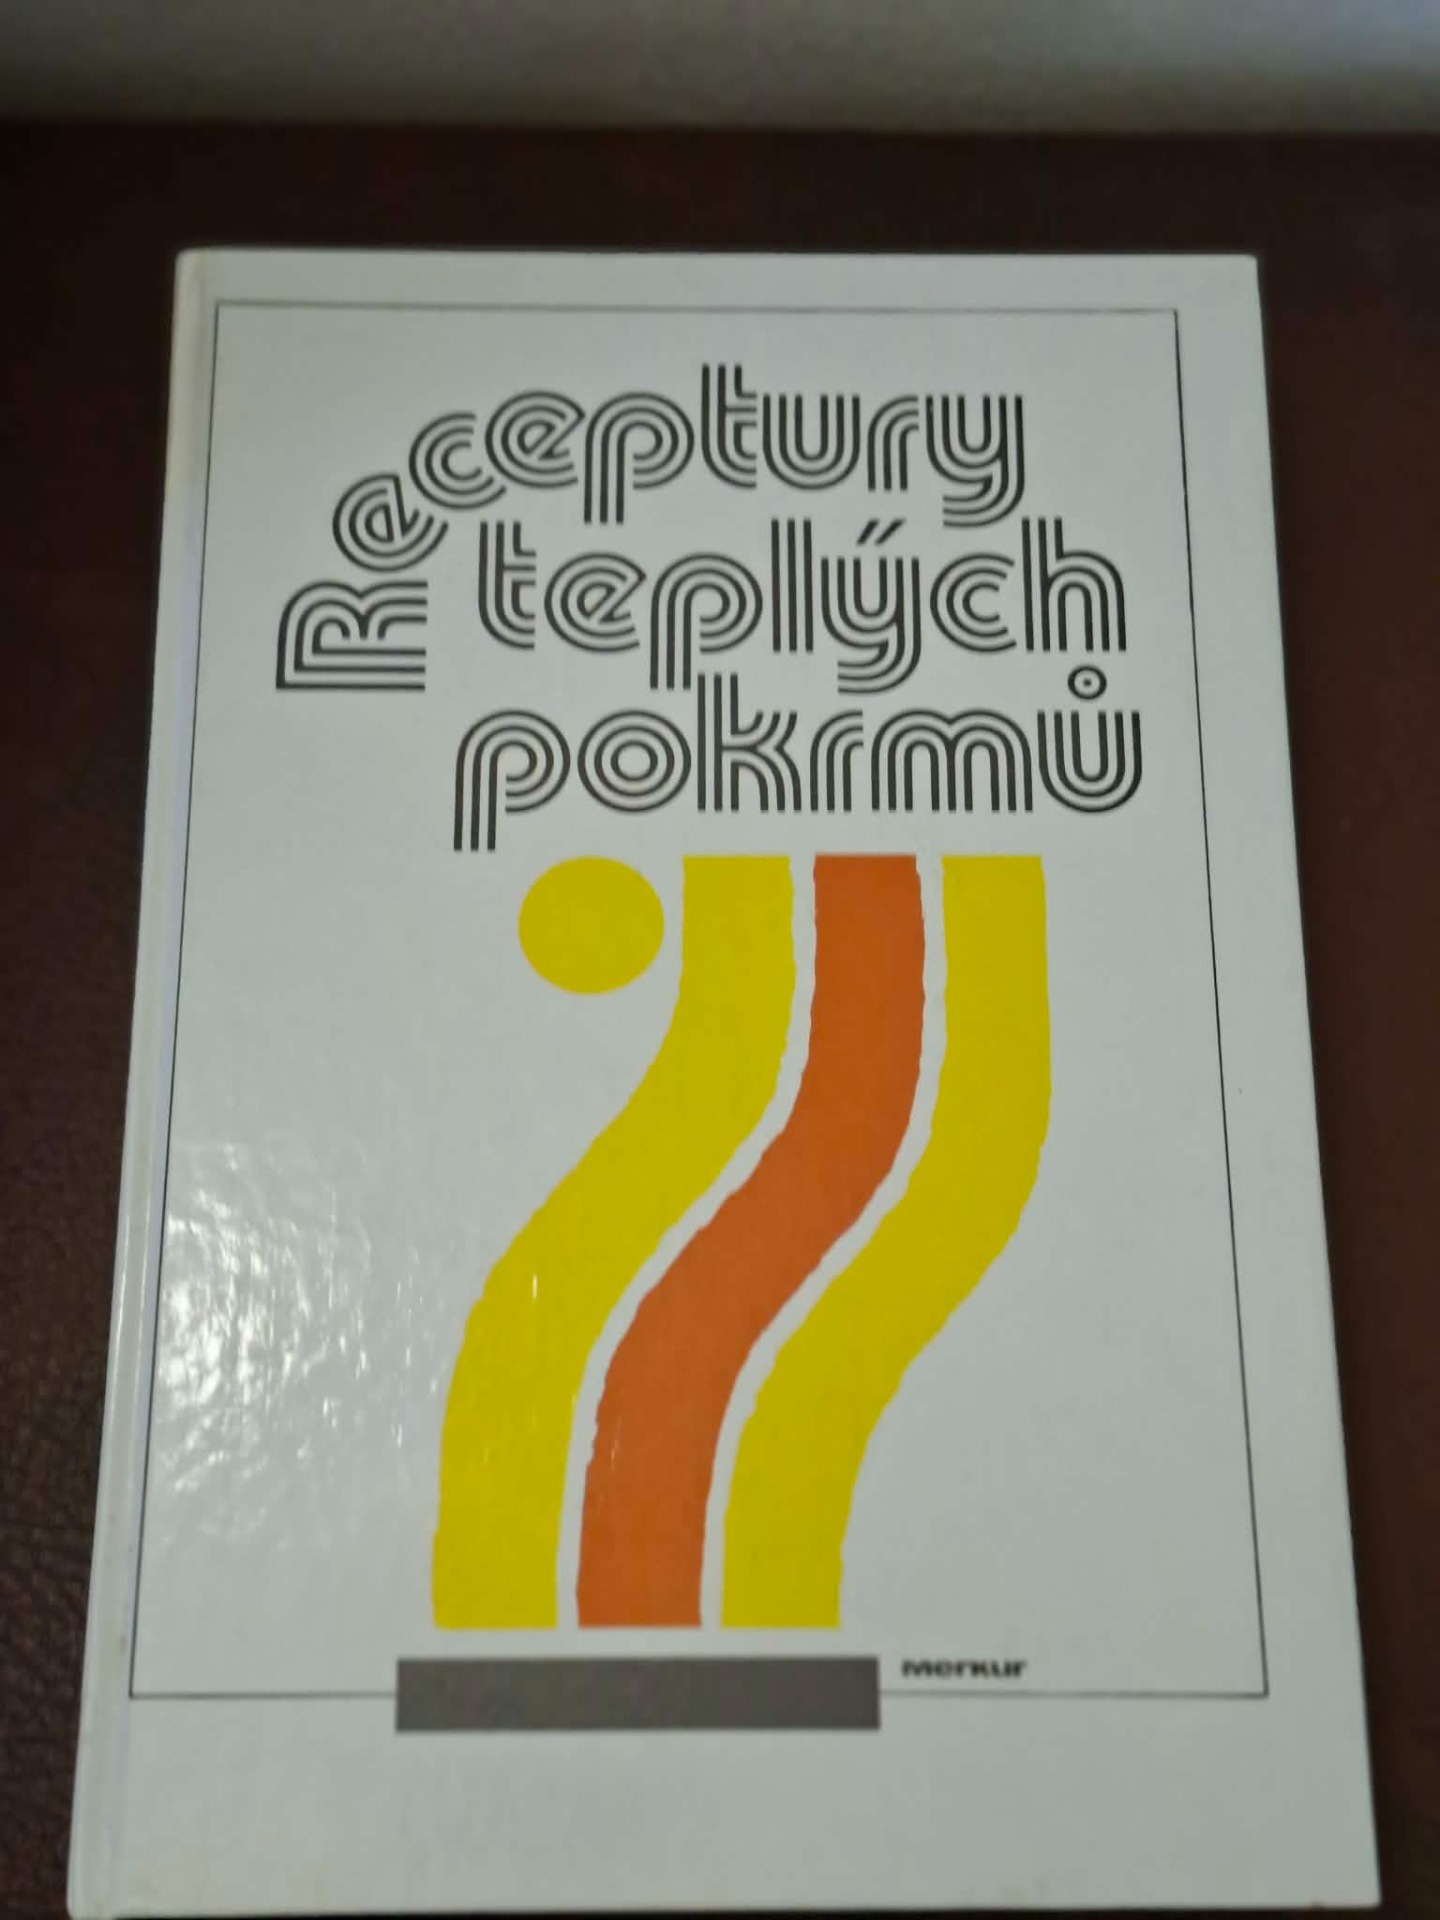 Receptury
teplých
pokrmů
merkur